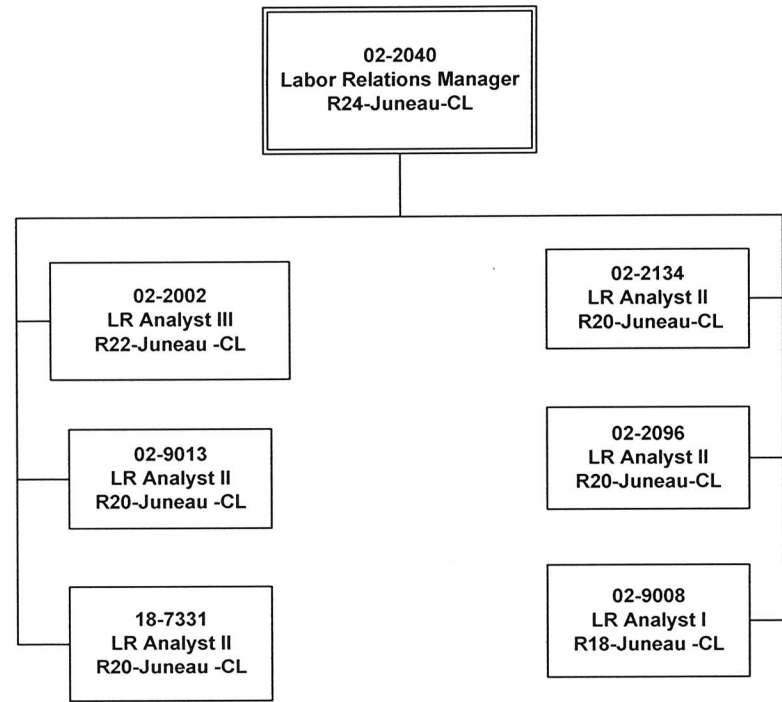 02-2040
Labor Relations Manager
R24-Juneau-CL
02-2002
LR Analyst III
R22-Juneau -CL
02-9013
LR Analyst II
R20-Juneau -CL
18-7331
LR Analyst II
R20-Juneau -CL
02-2134
LR Analyst II
R20-Juneau-CL
02-2096
LR Analyst II
R20-Juneau-CL
02-9008
LR Analyst I
R18-Juneau -CL